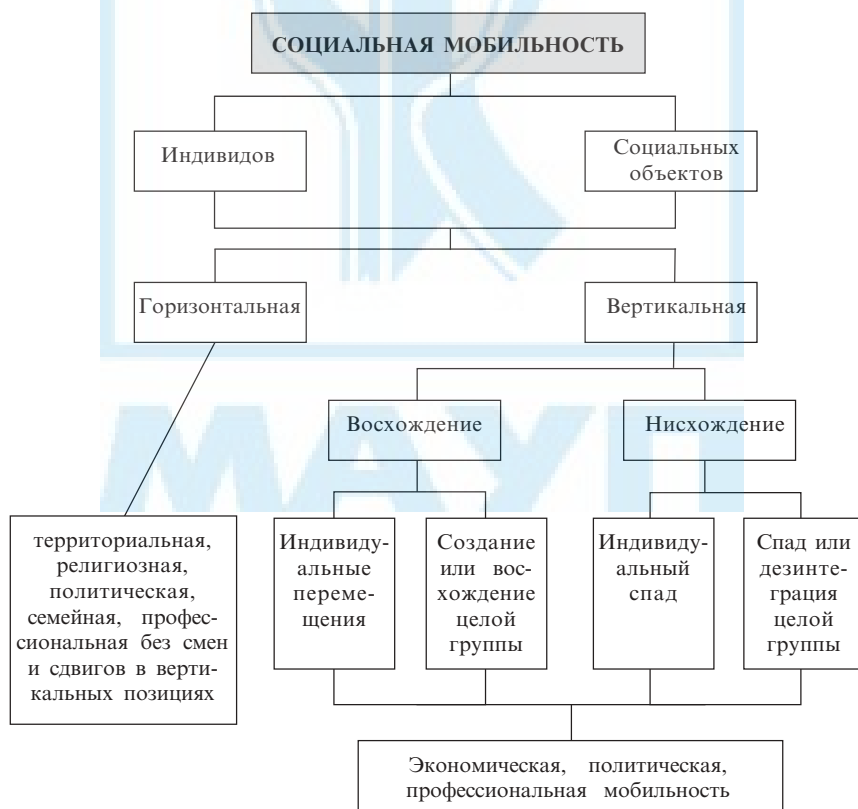 СОЦИАЛЬНАЯ МОБИЛЬНОСТЬ
Индивидов
Социальных
объектов
Горизонтальная
Вертикальная
Восхождение
Нисхождение
территориальная,
религиозная,
политическая,
семейная, профес-
сиональная без смен
и сдвигов в верти-
кальных позициях
Индивиду-
альные
переме-
щения
Создание
или вос-
хождение
целой
группы
Индивиду-
альный
спад
Спад или
дезинте-
грация
целой
группы
Экономическая, политическая,
профессиональная мобильность
МАУП